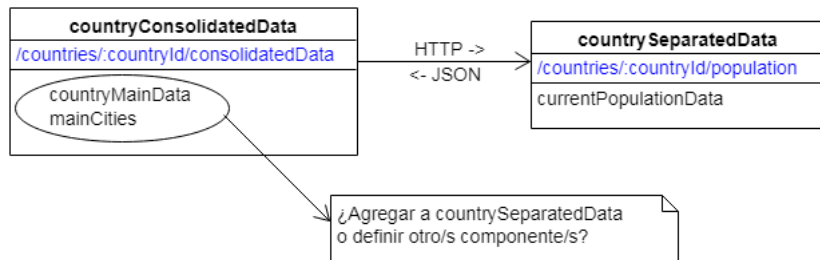 countryConsolidatedData
/countries/:countryId/consolidatedData
countryMainData
mainCities
HTTP ->
<- JSON
countrySeparatedData
/countries/:countryId/population
currentPopulationData
¿Agregar a countrySeparatedData
o definir otro/s componente/s?